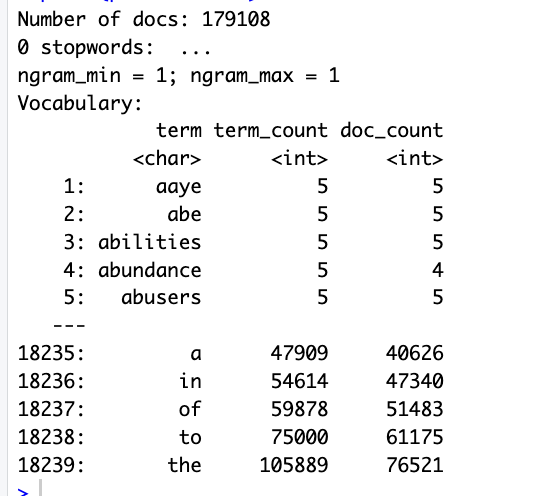 Number of docs: 179108
0 stopwords:  ...
ngram_min = 1; ngram_max = 1
Vocabulary:
term term_count doc_count
<char> <int> <int>
1: aaye 5 5
2: abe 5 5
3: abilities 5 5
4: abundance 5 4
5: abusers 5 5
---
18235: a 47909 40626
18236: in 54614 47340
18237: of 59878 51483
18238: to 75000 61175
18239: the 105889 76521
>